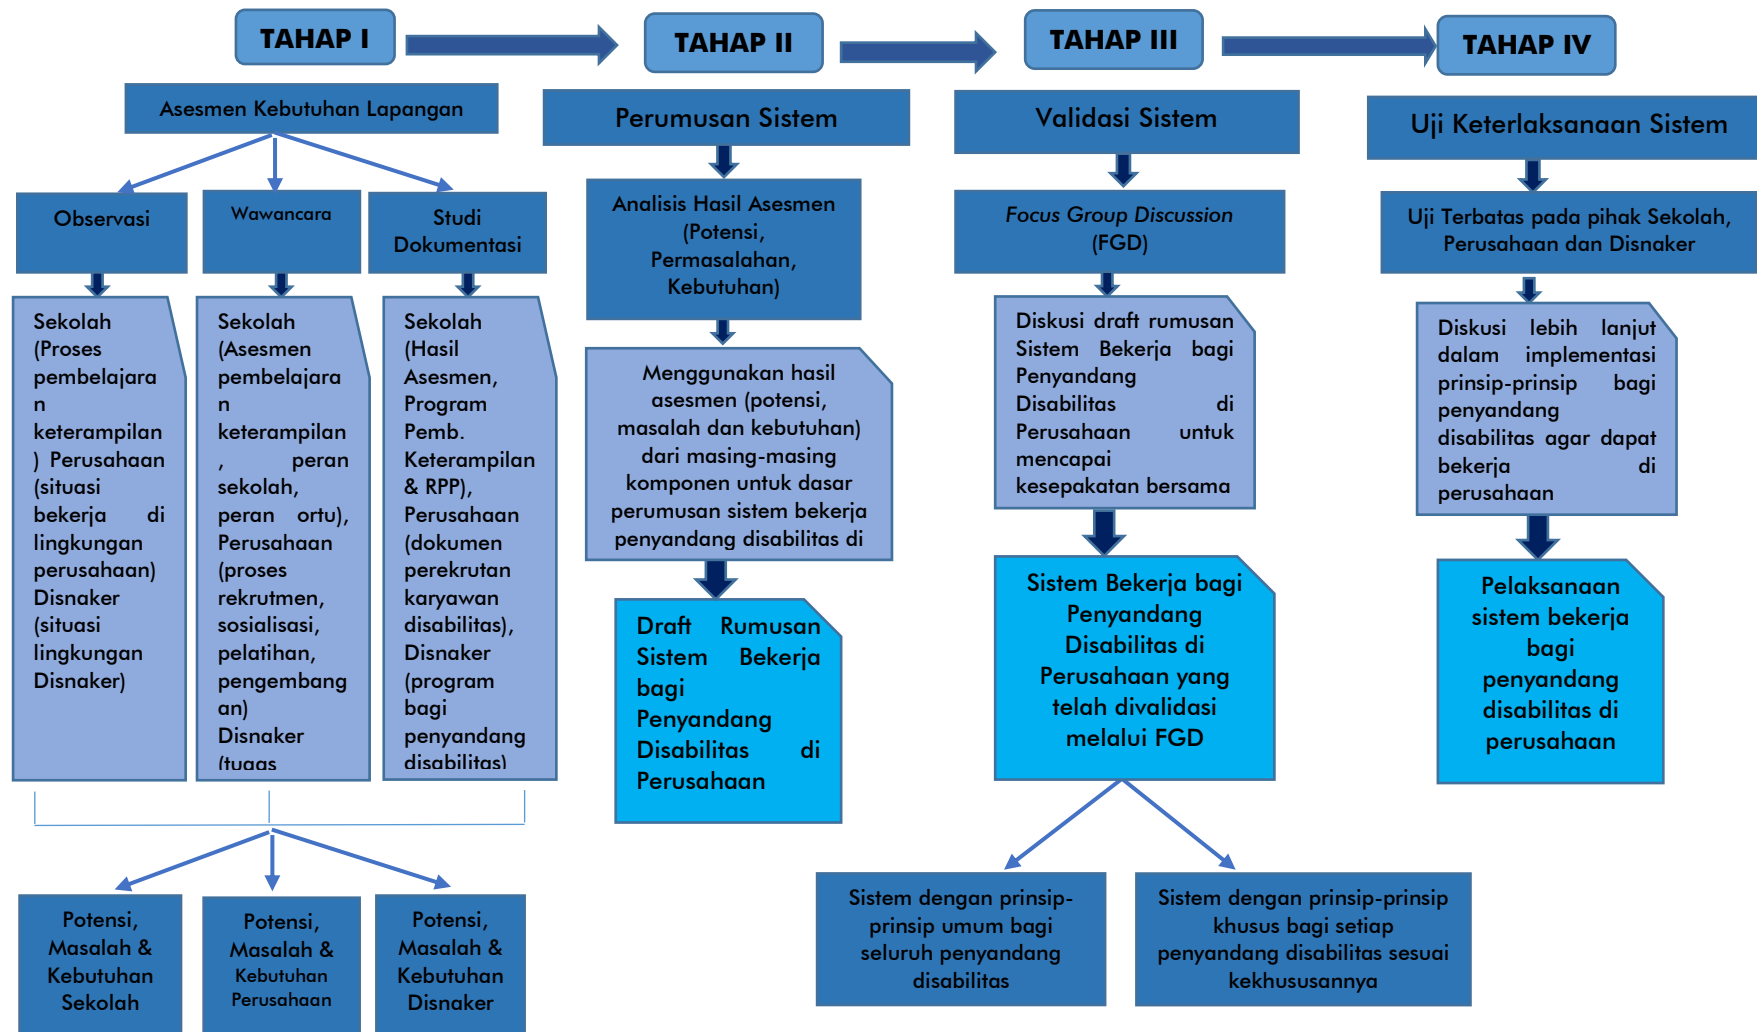 TAHAP I
TAHAP II
TAHAP III
TAHAP IV
Asesmen Kebutuhan Lapangan
Observasi
Wawancara
Studi
Dokumentasi
Sekolah
(Proses
pembelajara
n
keterampilan
) Perusahaan
(situasi
bekerja di
lingkungan
perusahaan)
Disnaker
(situasi
lingkungan
Disnaker)
Sekolah
(Asesmen
pembelajara
n
keterampilan
, peran
sekolah,
peran ortu),
Perusahaan
(proses
rekrutmen,
sosialisasi,
pelatihan,
pengembang
an)
Disnaker
(tugas
Sekolah
(Hasil
Asesmen,
Program
Pemb.
Keterampilan
& RPP),
Perusahaan
(dokumen
perekrutan
karyawan
disabilitas),
Disnaker
(program
bagi
penyandang
disabilitas)
Potensi,
Masalah &
Kebutuhan
Sekolah
Potensi,
Masalah &
Kebutuhan
Perusahaan
Potensi,
Masalah &
Kebutuhan
Disnaker
Perumusan Sistem
Analisis Hasil Asesmen
(Potensi,
Permasalahan,
Kebutuhan)
Menggunakan hasil
asesmen (potensi,
masalah dan kebutuhan)
dari masing-masing
komponen untuk dasar
perumusan sistem bekerja
penyandang disabilitas di
Draft Rumusan
Sistem Bekerja
bagi
Penyandang
Disabilitas di
Perusahaan
Validasi Sistem
Focus Group Discussion
(FGD)
Diskusi draft rumusan
Sistem Bekerja bagi
Penyandang
Disabilitas di
Perusahaan untuk
mencapai
kesepakatan bersama
Sistem Bekerja bagi
Penyandang
Disabilitas di
Perusahaan yang
telah divalidasi
melalui FGD
Sistem dengan prinsip-
prinsip umum bagi
seluruh penyandang
disabilitas
Sistem dengan prinsip-prinsip
khusus bagi setiap
penyandang disabilitas sesuai
kekhususannya
Uji Keterlaksanaan Sistem
Uji Terbatas pada pihak Sekolah,
Perusahaan dan Disnaker
Diskusi lebih lanjut
dalam implementasi
prinsip-prinsip bagi
penyandang
disabilitas agar dapat
bekerja di
perusahaan
Pelaksanaan
sistem bekerja
bagi
penyandang
disabilitas di
perusahaan